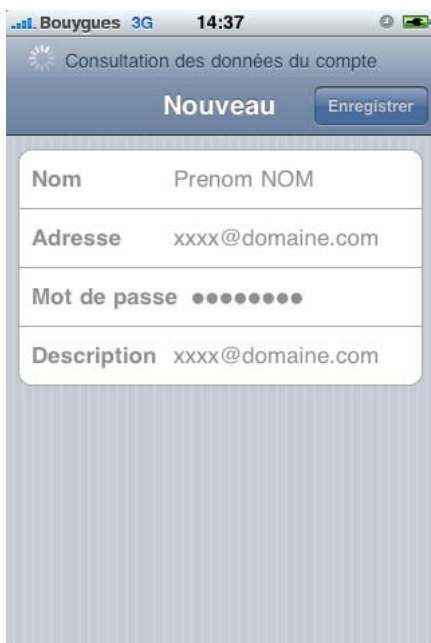 Bouygues 3G 14:37
Consultation des données du compte
Nouveau Enregistrer
Nom Prenom NOM
Adresse xxxx@domaine.com
Mot de passe ●●●●●●●●
Description xxxx@domaine.com